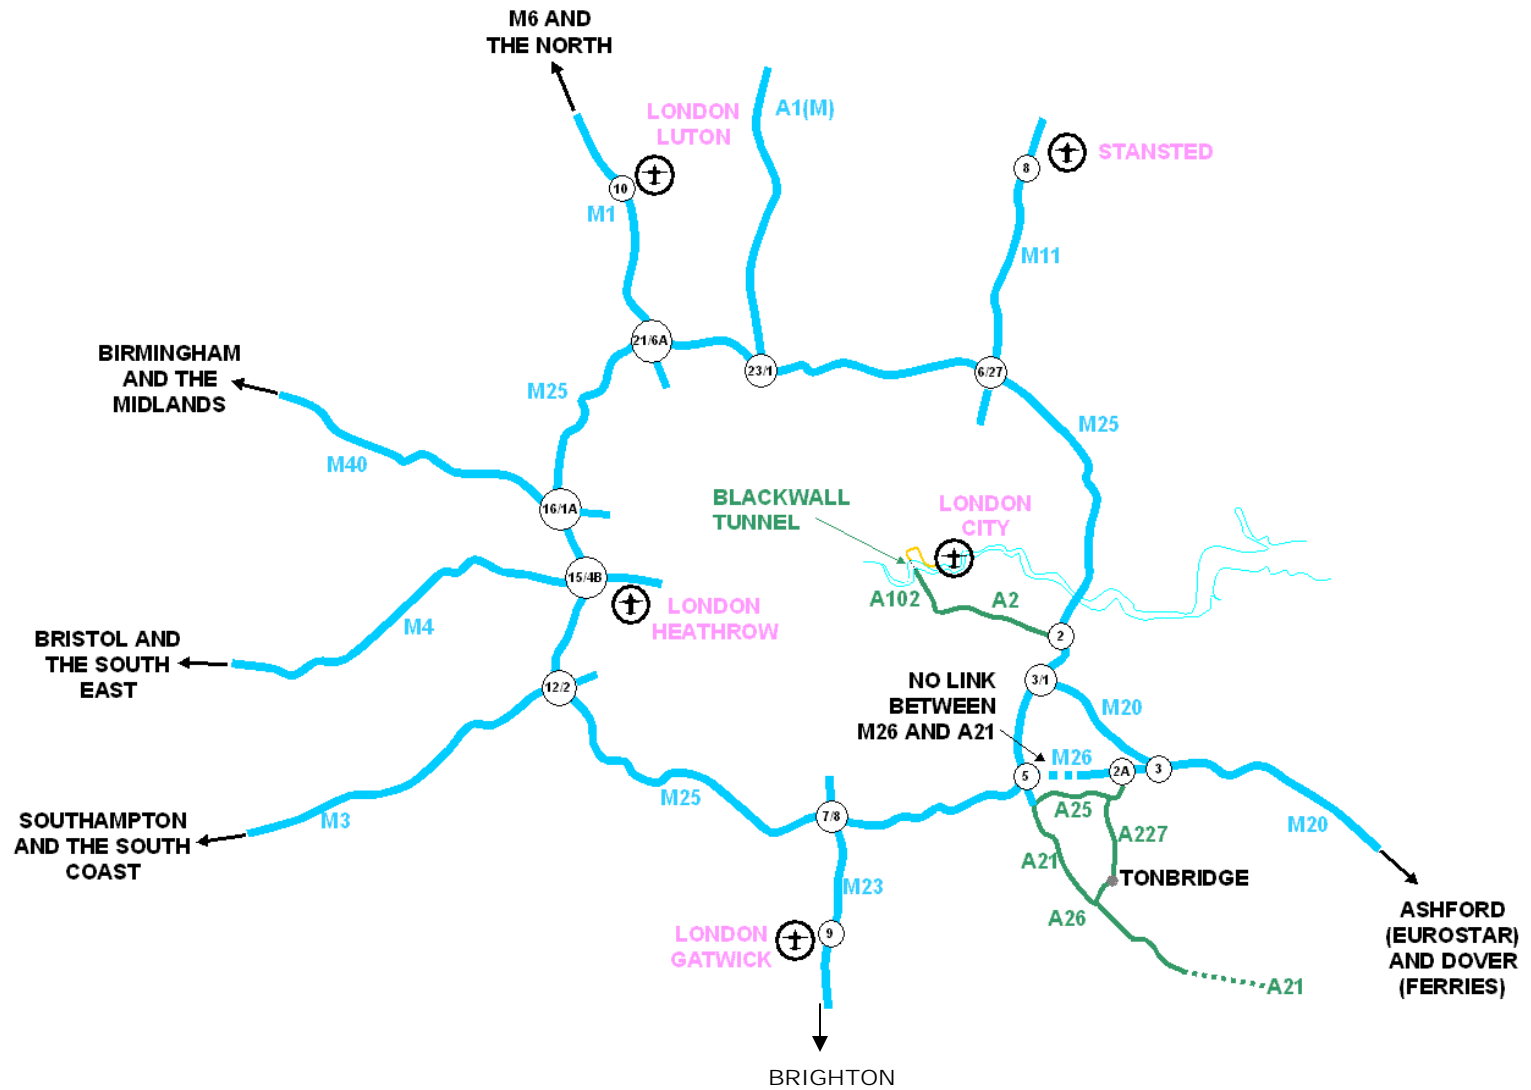 M6 AND
THE NORTH
LONDON
LUTON
A1(M)
STANSTED
8
10
M1
M11
21/6A
23/1
6/27
BIRMINGHAM
AND THE
MIDLANDS
M25
M25
M40
16/1A
BLACKWALL
TUNNEL
LONDON
CITY
15/4B
A102
A2
LONDON
HEATHROW
M4
2
BRISTOL AND
THE SOUTH
EAST
12/2
3/1
NO LINK
BETWEEN
M26 AND A21
M20
M26
5
2A
3
M25
A25
SOUTHAMPTON
AND THE SOUTH
COAST
M3
7/8
M20
A227
A21
TONBRIDGE
M23
A26
LONDON
GATWICK
9
ASHFORD
(EUROSTAR)
AND DOVER
(FERRIES)
A21
BRIGHTON